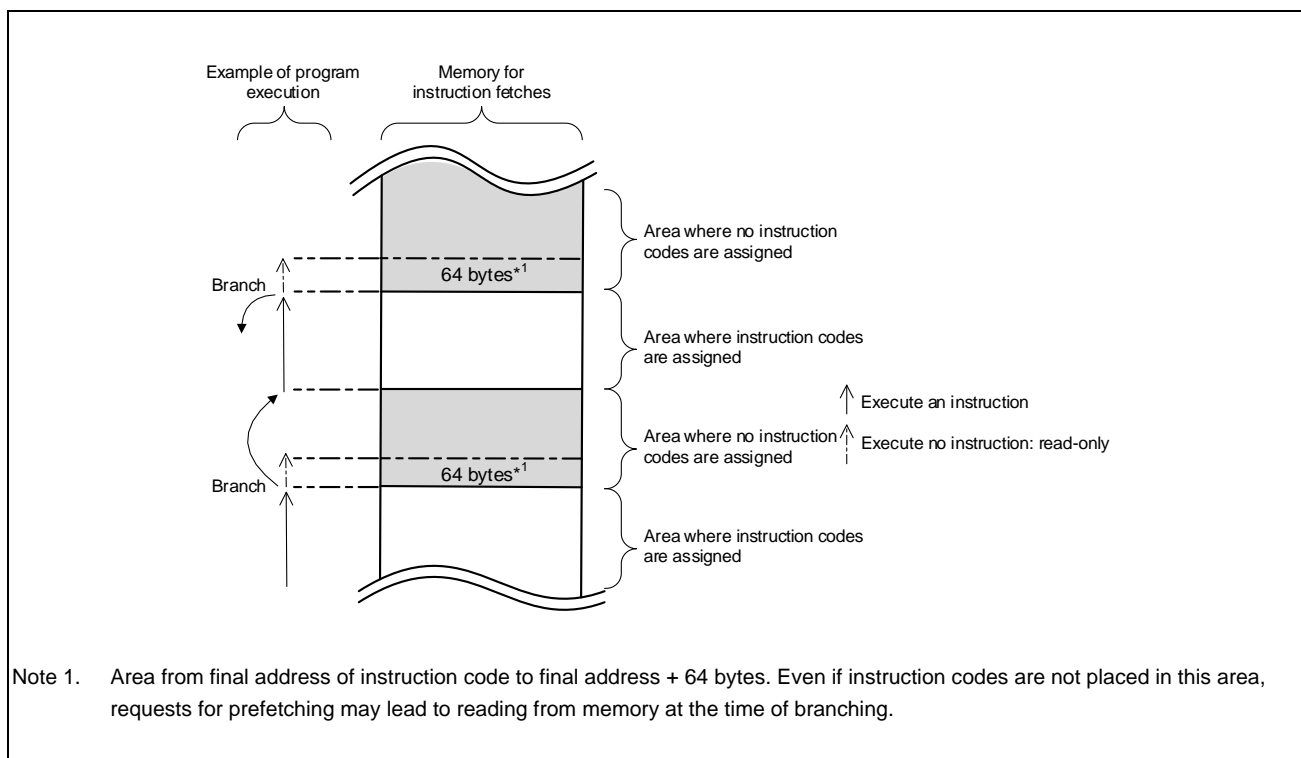 Example of program
execution
Memory for
instruction fetches
Area where no instruction
codes are assigned
64 bytes*1
Branch
Area where instruction codes
are assigned
Execute an instruction
Area where no instruction
codes are assigned
Execute no instruction: read-only
64 bytes*1
Branch
Area where instruction codes
are assigned
Note 1. Area from final address of instruction code to final address + 64 bytes. Even if instruction codes are not placed in this area,
requests for prefetching may lead to reading from memory at the time of branching.